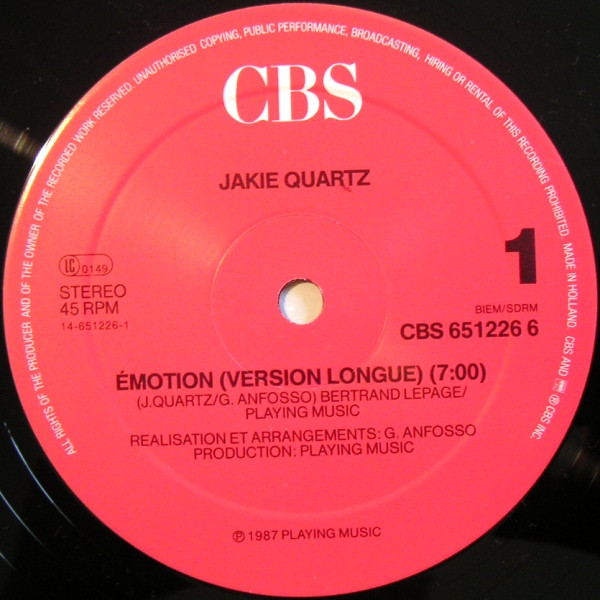 ALL RIGHTS OF THE PRODUCER AND OF THE OWNER OF THE RECORDED WORK RESERVED. UNAUTHORISED COPYING, PUBLIC PERFORMANCE, BROADCASTING, HIRING OR RENTAL OF THIS RECORDING PROHIBITED. MADE IN HOLLAND. CBS AND ℗ CBS INC.
CBS
JAKIE QUARTZ
1
LC 0149
STEREO
45 RPM
14-651226-1
BIEM/SDRM
CBS 651226 6
ÉMOTION (VERSION LONGUE) (7:00)
(J.QUARTZ/G. ANFOSSO) BERTRAND LEPAGE/
PLAYING MUSIC
REALISATION ET ARRANGEMENTS: G. ANFOSSO
PRODUCTION: PLAYING MUSIC
℗ 1987 PLAYING MUSIC